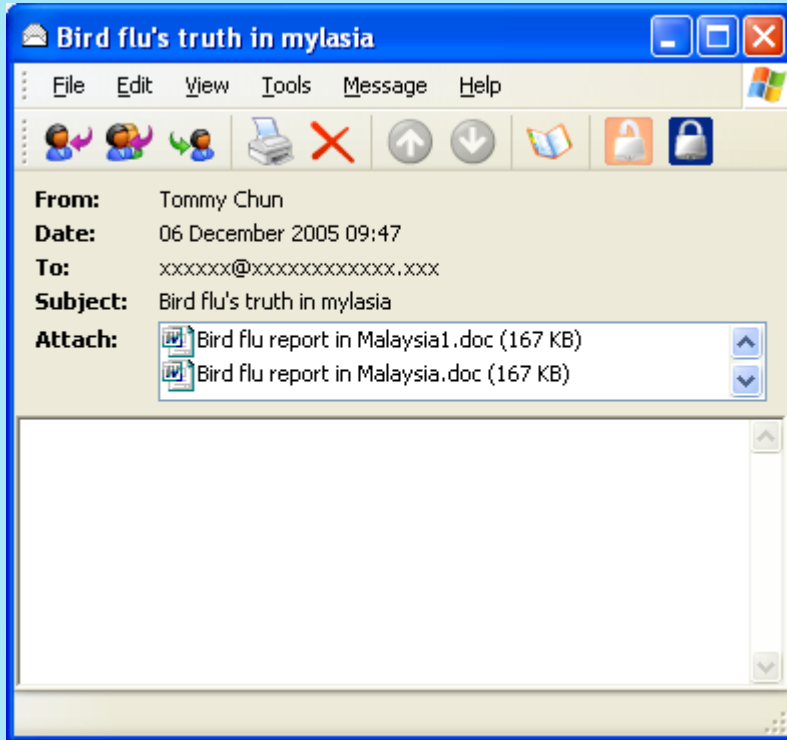 Bird flu's truth in mylasia
File Edit View Tools Message Help
From: Tommy Chun
Date: 06 December 2005 09:47
To: xxxxxx@xxxxxxxxxxxx.xxx
Subject: Bird flu's truth in mylasia
Attach: Bird flu report in Malaysia1.doc (167 KB)
Bird flu report in Malaysia.doc (167 KB)